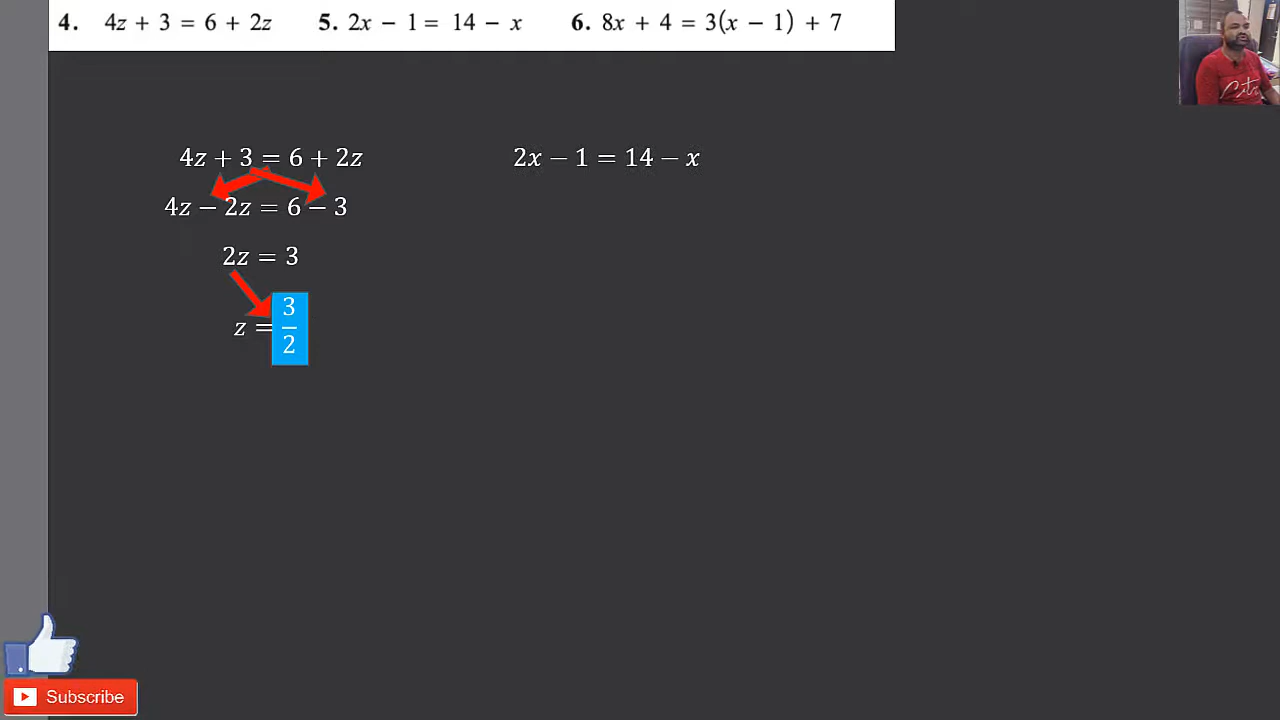 4. 4z + 3 = 6 + 2z 5. 2x − 1 = 14 − x 6. 8x + 4 = 3(x − 1) + 7
4z + 3 = 6 + 2z
4z − 2z = 6 − 3
2z = 3
z = 3/2
2x − 1 = 14 − x
Subscribe